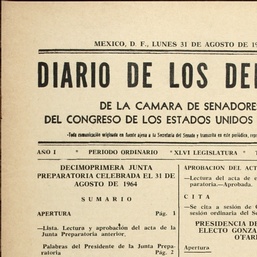 MEXICO, D. F., LUNES 31 DE AGOSTO DE
DIARIO DE LOS
DE LA CAMARA DE SENADORE
DEL CONGRESO DE LOS ESTADOS UNIDOS
AÑO I * PERIODO ORDINARIO * XLVI LEGISLATURA *
DECIMOPRIMERA JUNTA
PREPARATORIA CELEBRADA EL 31 DE
AGOSTO DE 1964
SUMARIO
APERTURA Pág. 1
—Lista. Lectura y aprobación del acta de la
Junta Preparatoria anterior.
Palabras del Presidente de la Junta Prepa-
ratoria Pág. 2
APROBACION DEL ACT
—Lectura del acta de e
paratoria.—Aprobada.
CITA
—Se cita a sesión de
sesión ordinaria del Se
PRESIDENCIA DE
ELECTO GONZA
O'FAR
Apertura